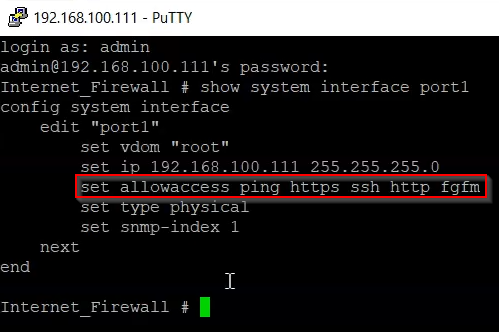 192.168.100.111 - PuTTY
login as: admin
admin@192.168.100.111's password:
Internet_Firewall # show system interface port1
config system interface
    edit "port1"
        set vdom "root"
        set ip 192.168.100.111 255.255.255.0
        set allowaccess ping https ssh http fgfm
        set type physical
        set snmp-index 1
    next
end
Internet_Firewall #